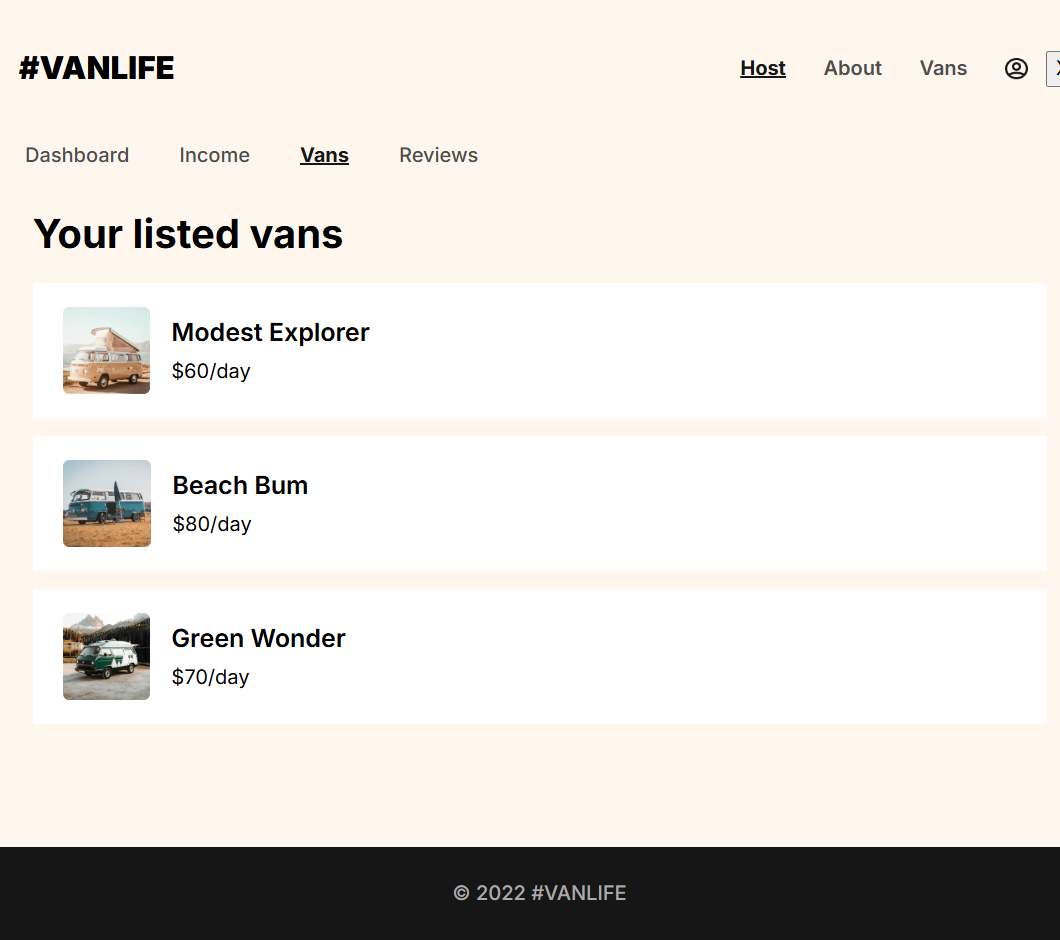 #VANLIFE
Host About Vans X
Dashboard Income Vans Reviews
Your listed vans
Modest Explorer
$60/day
Beach Bum
$80/day
Green Wonder
$70/day
© 2022 #VANLIFE